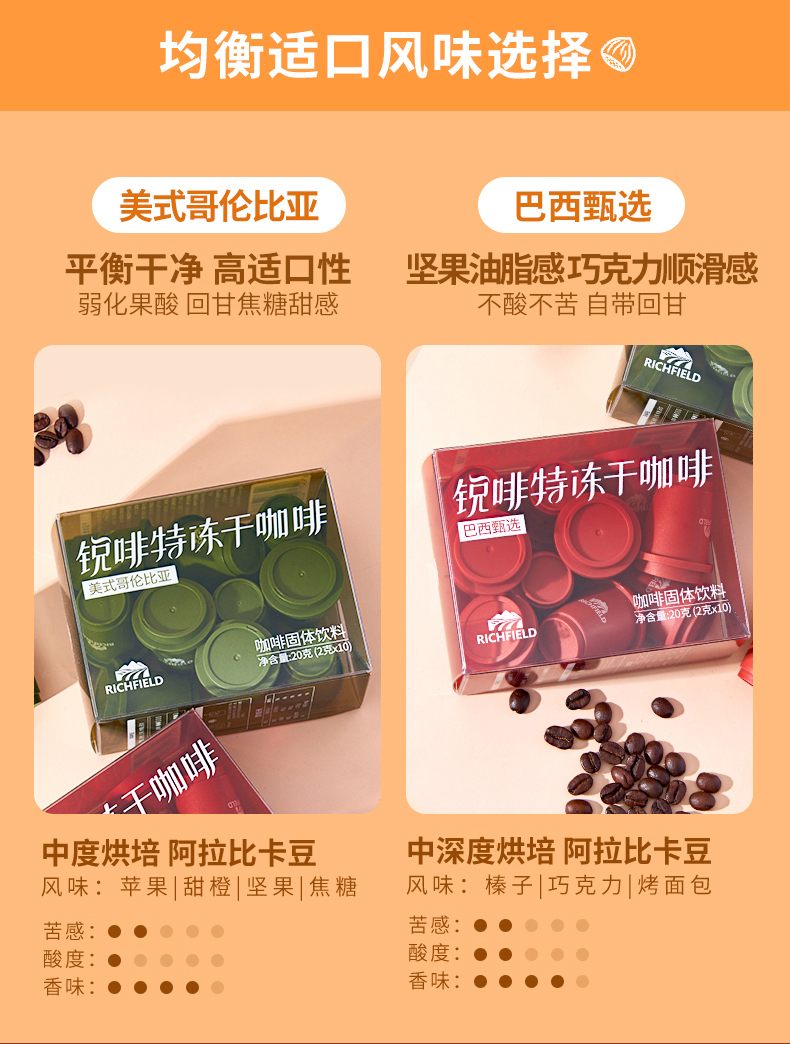 均衡适口风味选择
美式哥伦比亚
平衡干净 高适口性
弱化果酸 回甘焦糖甜感
锐啡特冻干咖啡
美式哥伦比亚
咖啡固体饮料
净含量:20克 (2克x10)
RICHFIELD
干咖啡
中度烘培 阿拉比卡豆
风味：苹果|甜橙|坚果|焦糖
苦感：
酸度：
香味：
巴西甄选
坚果油脂感 巧克力顺滑感
不酸不苦 自带回甘
RICHFIELD
锐啡特冻干咖啡
巴西甄选
咖啡固体饮料
净含量:20克 (2克x10)
RICHFIELD
中深度烘培 阿拉比卡豆
风味：榛子|巧克力|烤面包
苦感：
酸度：
香味：